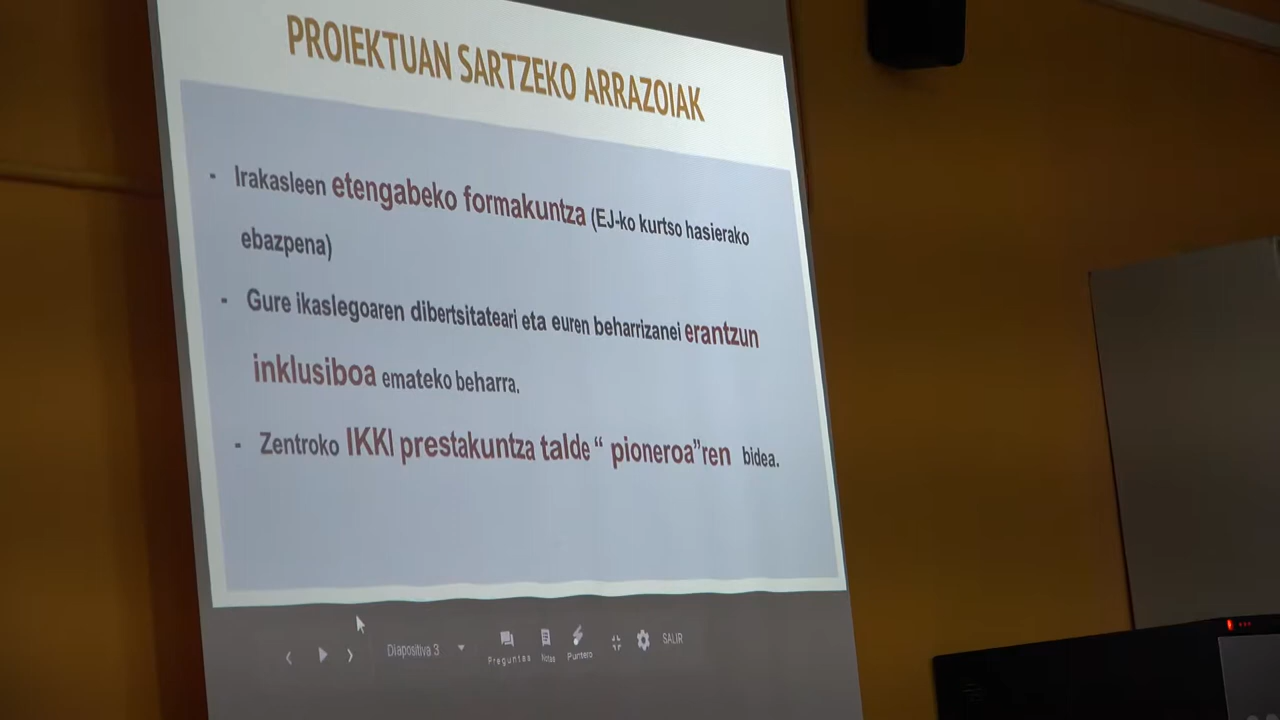 PROIEKTUAN SARTZEKO ARRAZOIAK
- Irakasleen etengabeko formakuntza (EJ-ko kurtso hasierako
ebazpena)
- Gure ikaslegoaren dibertsitateari eta euren beharrizanei erantzun
inklusiboa emateko beharra.
- Zentroko IKKI prestakuntza talde “ pioneroa”ren bidea.
Diapositiva 3
Preguntas Notas Puntero SALIR